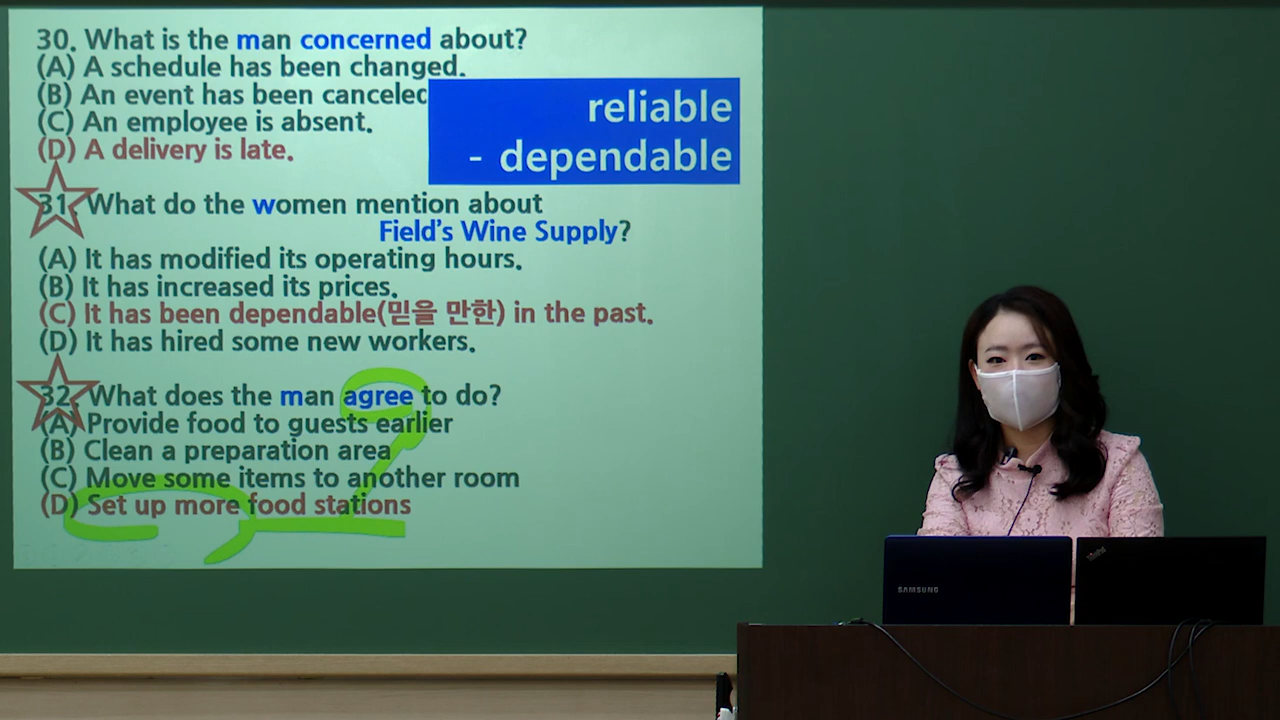 30. What is the man concerned about?
(A) A schedule has been changed.
(B) An event has been canceled
(C) An employee is absent.
(D) A delivery is late.
reliable
- dependable
31. What do the women mention about
Field's Wine Supply?
(A) It has modified its operating hours.
(B) It has increased its prices.
(C) It has been dependable(믿을 만한) in the past.
(D) It has hired some new workers.
32. What does the man agree to do?
(A) Provide food to guests earlier
(B) Clean a preparation area
(C) Move some items to another room
(D) Set up more food stations
SAMSUNG
ThinkPad